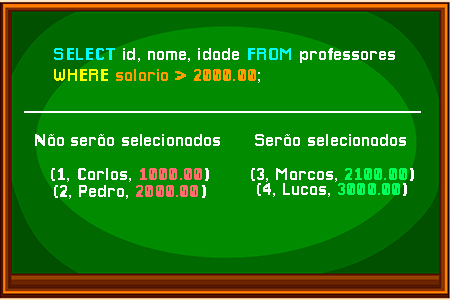 SELECT id, nome, idade FROM professores
WHERE salario > 2000.00;
Não serão selecionados
Serão selecionados
(1, Carlos, 1000.00)
(2, Pedro, 2000.00)
(3, Marcos, 2100.00)
(4, Lucas, 3000.00)